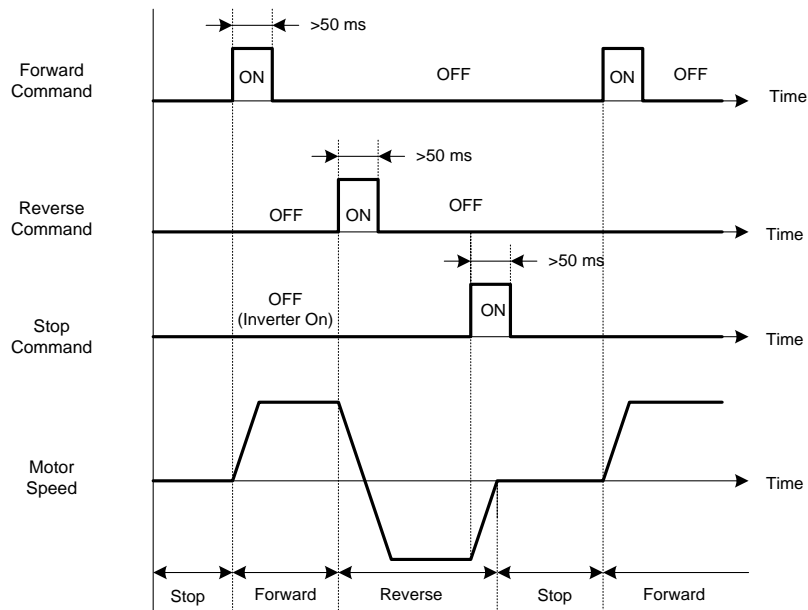 >50 ms
Forward
Command
ON
OFF
ON
OFF
Time
>50 ms
Reverse
Command
OFF
ON
OFF
Time
>50 ms
Stop
Command
OFF
(Inverter On)
ON
Time
Motor
Speed
Time
Stop
Forward
Reverse
Stop
Forward